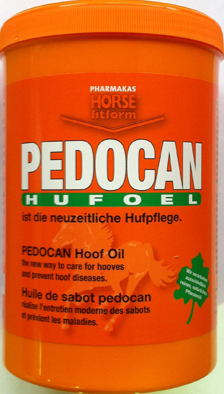 PHARMAKAS
HORSE
fitform
PEDOCAN
HUFOEL
ist die neuzeitliche Hufpflege.
PEDOCAN Hoof Oil
the new way to care for hooves
and prevent hoof diseases.
Huile de sabot pedocan
réalise l'entretien moderne des sabots
et prévient les maladies.